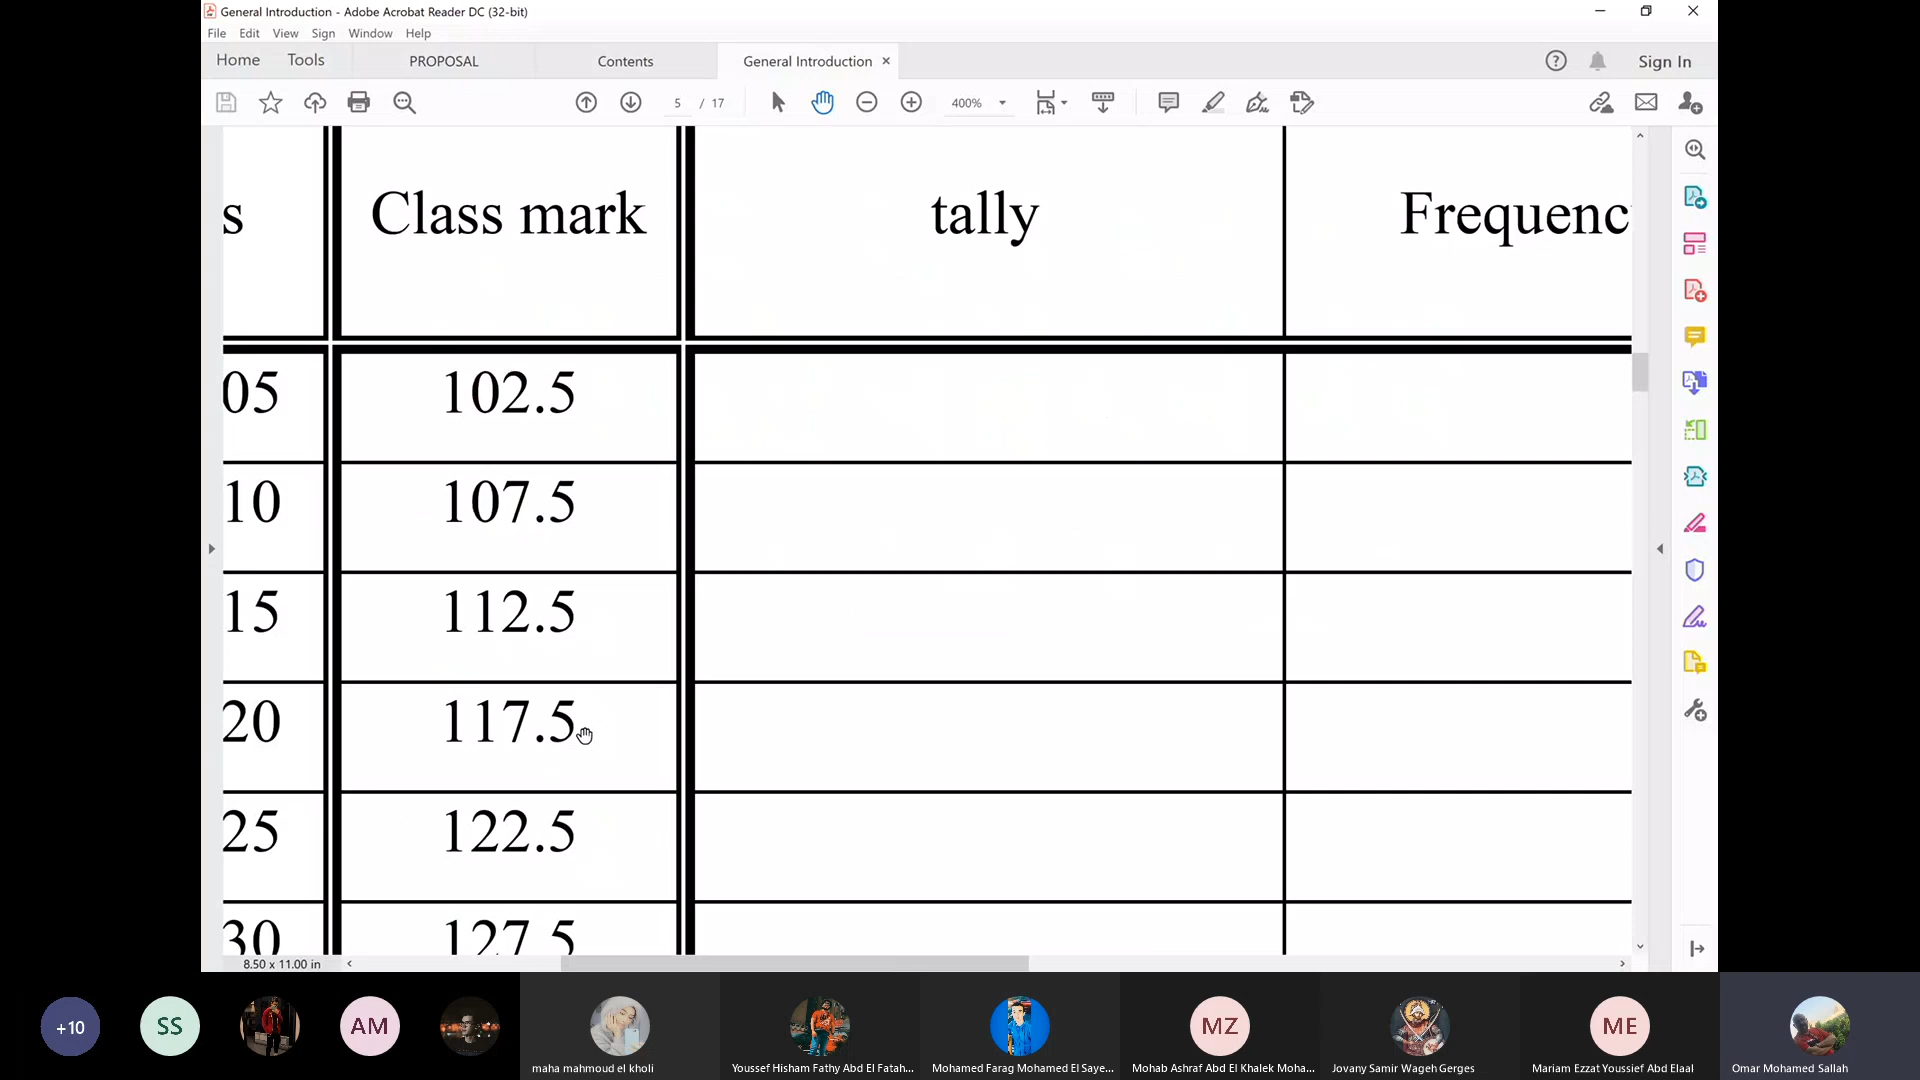 General Introduction - Adobe Acrobat Reader DC (32-bit)
File Edit View Sign Window Help
Home Tools PROPOSAL Contents General Introduction × Sign In
5 / 17 400%
s Class mark tally Frequenc
05 102.5
10 107.5
15 112.5
20 117.5
25 122.5
30 127.5
8.50 x 11.00 in
+10 SS AM MZ ME
maha mahmoud el kholi Youssef Hisham Fathy Abd El Fatah... Mohamed Farag Mohamed El Saye... Mohab Ashraf Abd El Khalek Moha... Jovany Samir Wageh Gerges Mariam Ezzat Youssief Abd Elaal Omar Mohamed Sallah